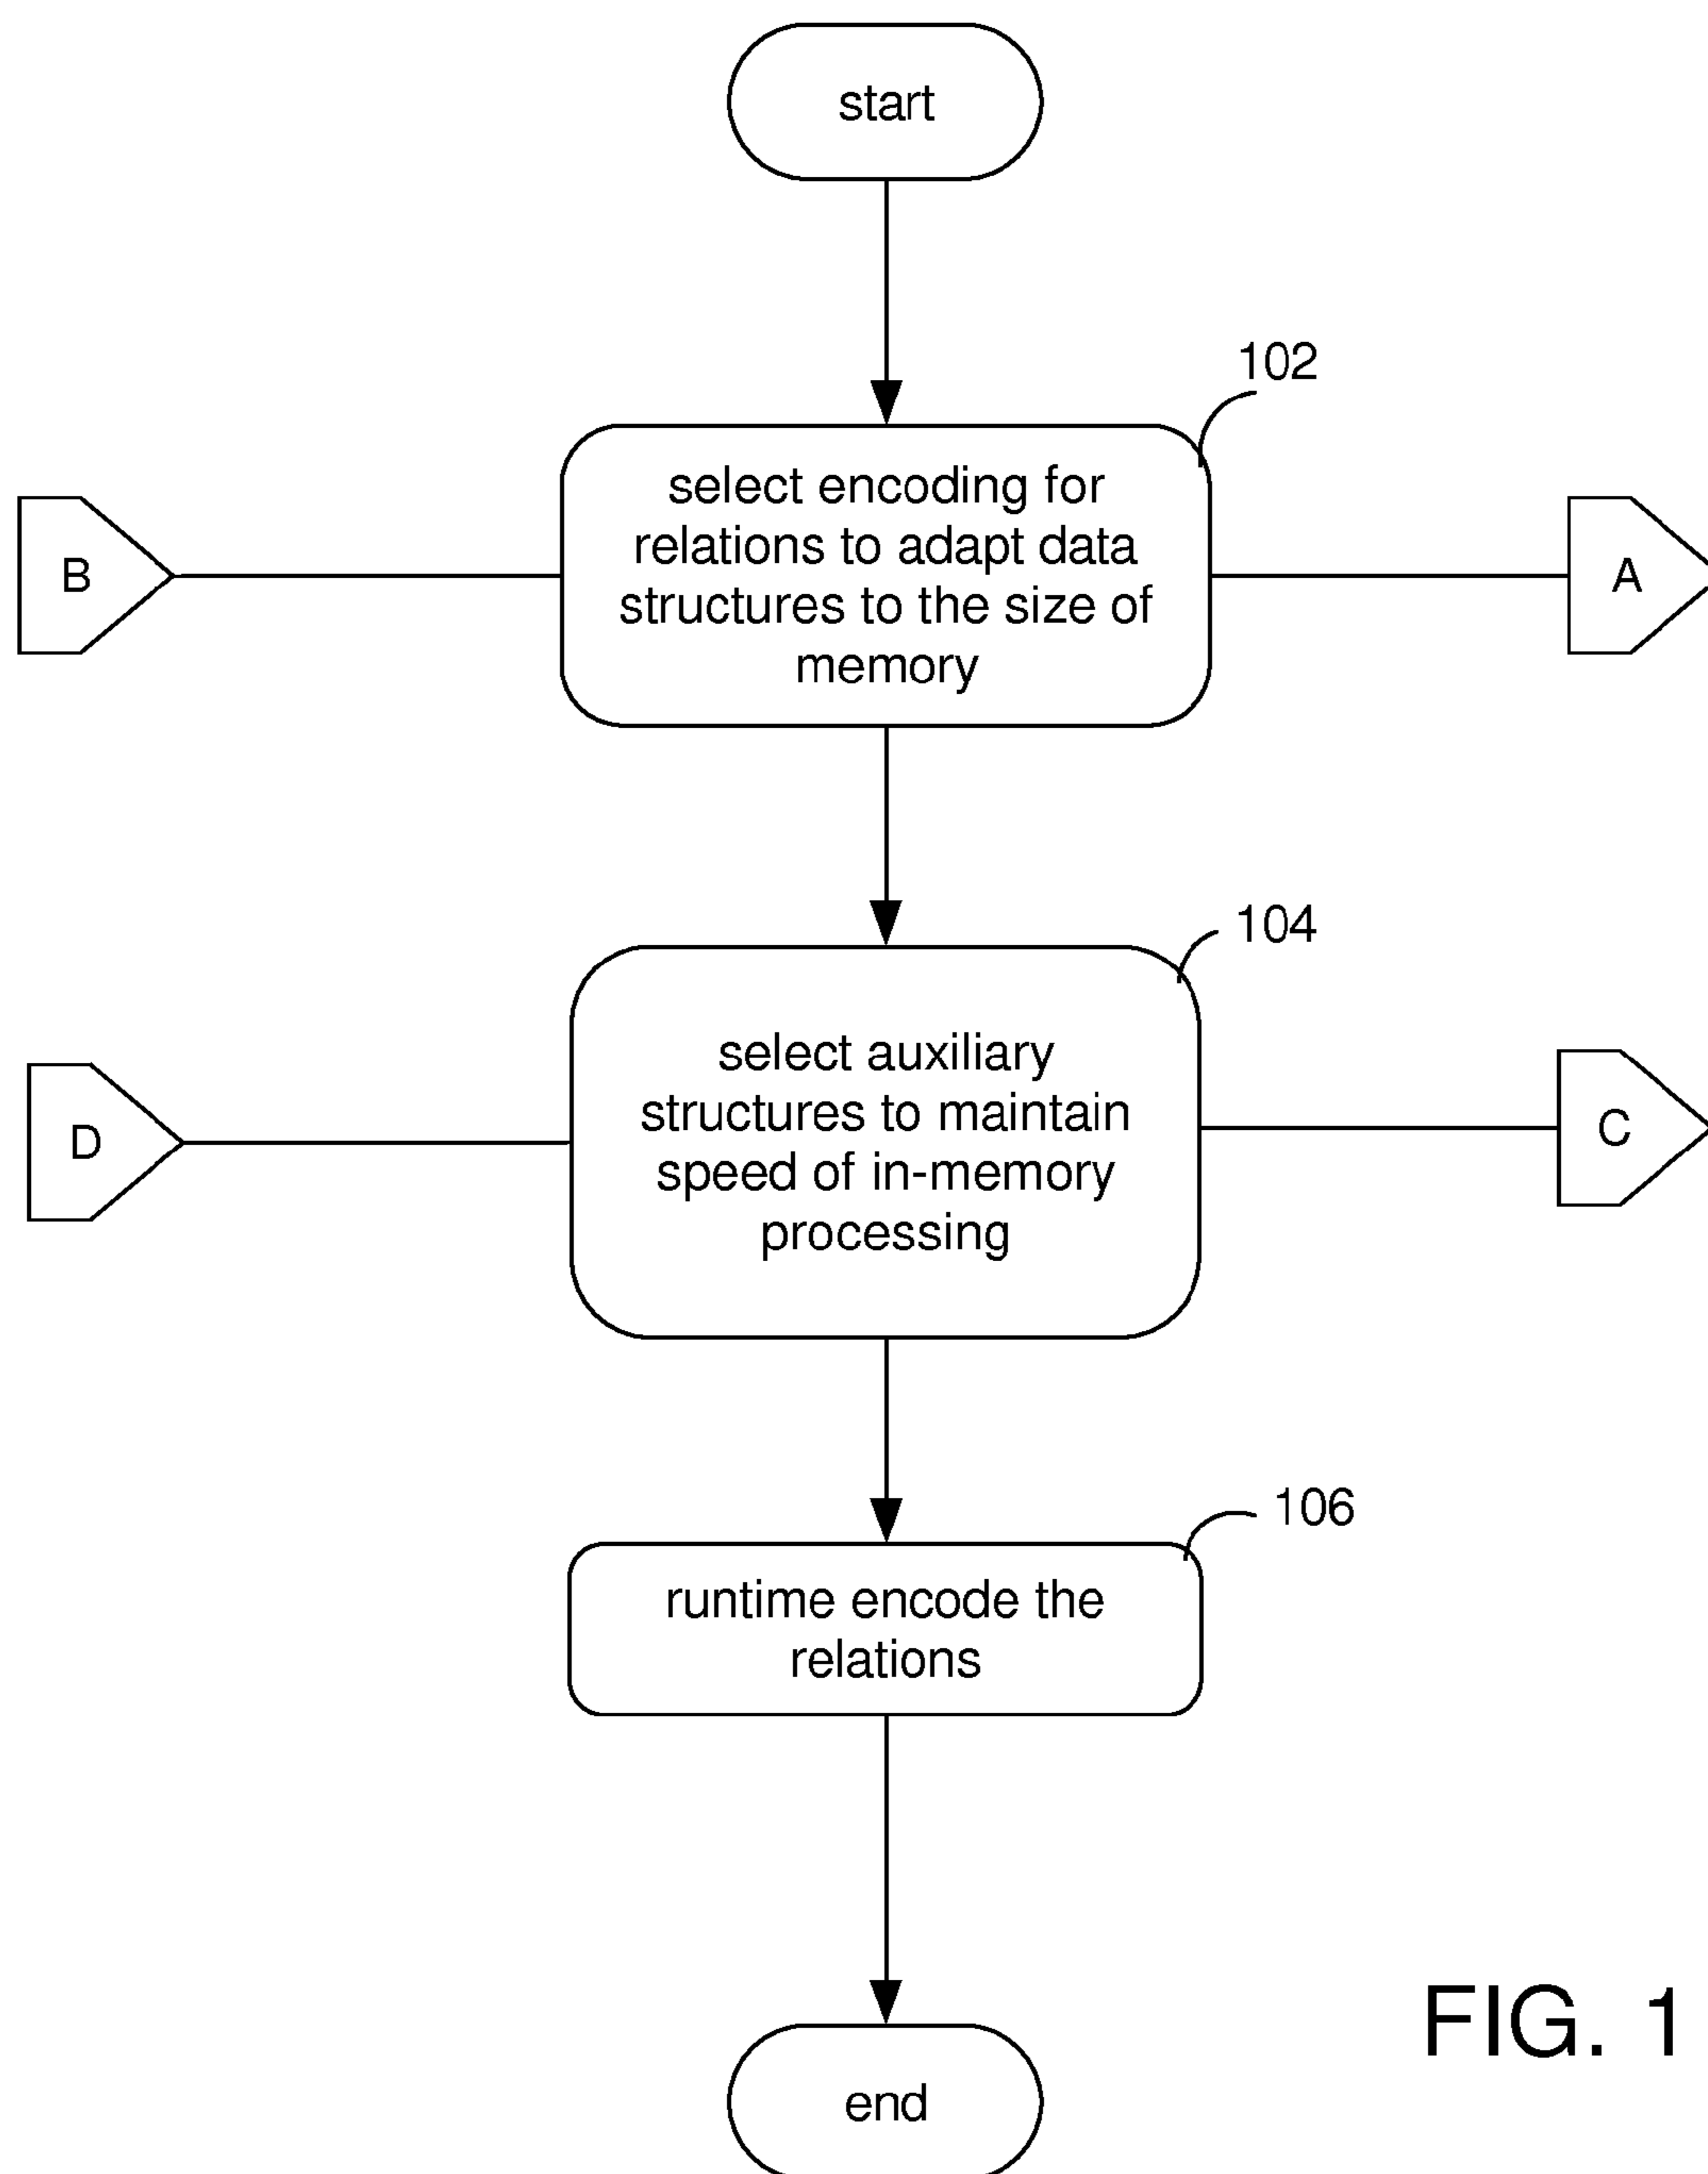 start
102
select encoding for
relations to adapt data
structures to the size of
memory
B
A
104
select auxiliary
structures to maintain
speed of in-memory
processing
D
C
106
runtime encode the
relations
end
FIG. 1